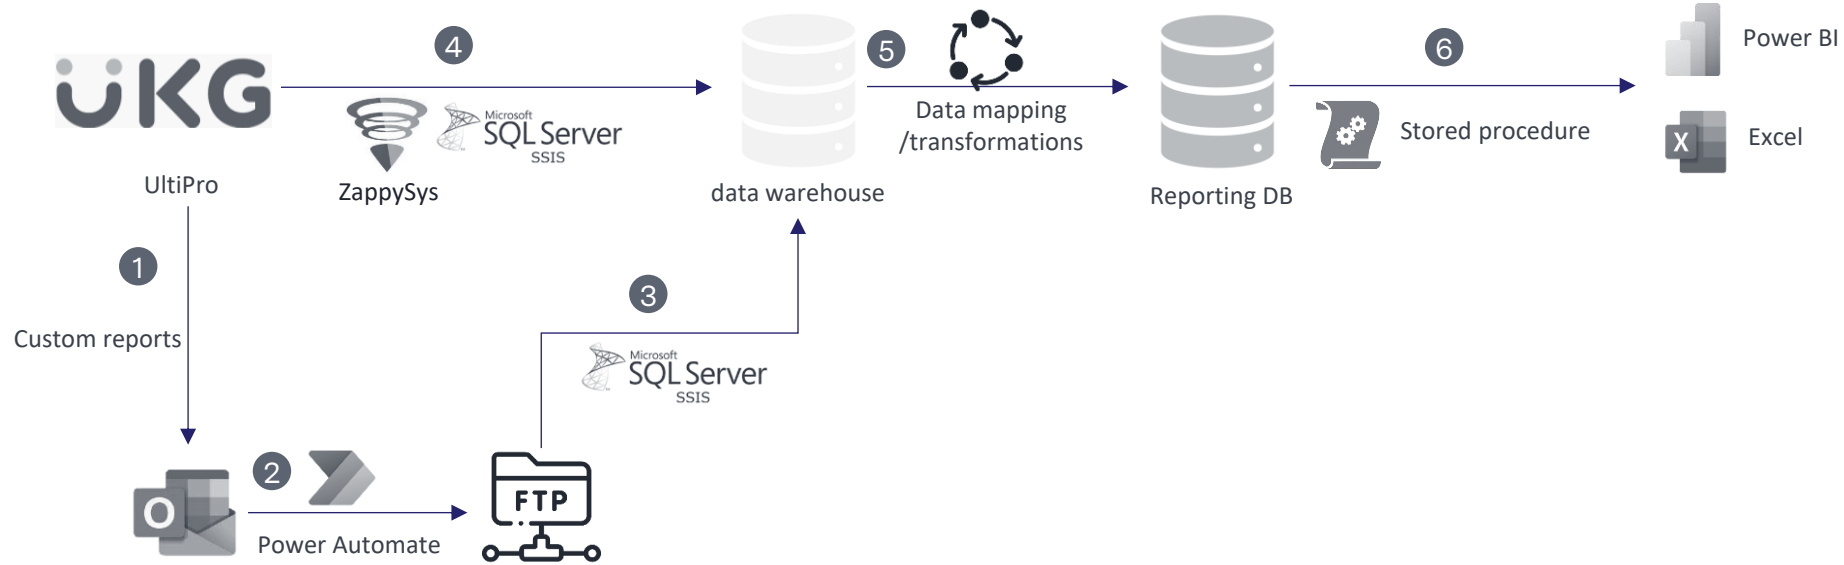 UKG
UltiPro
4
ZappySys
Microsoft
SQL Server
SSIS
data warehouse
5
Data mapping
/transformations
Reporting DB
6
Stored procedure
Power BI
X
Excel
1
Custom reports
O
2
Power Automate
FTP
3
Microsoft
SQL Server
SSIS